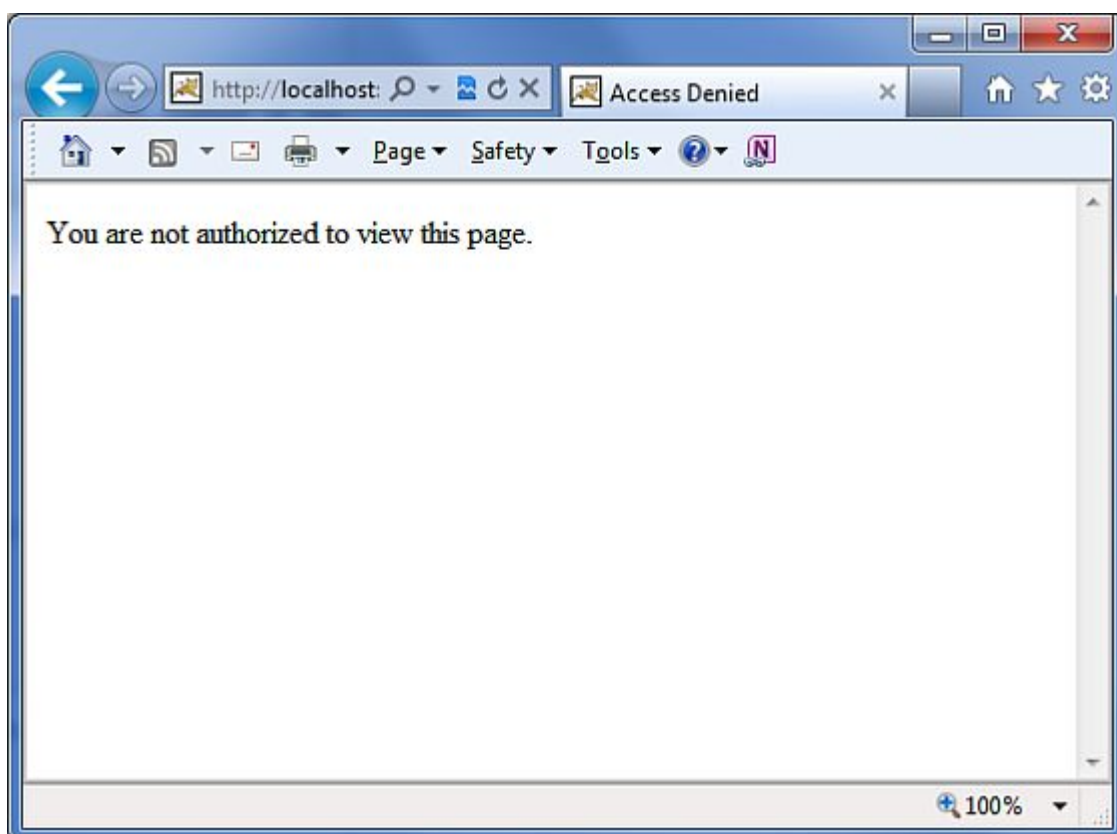 http://localhost:
Access Denied
Page
Safety
Tools
N
You are not authorized to view this page.
100%